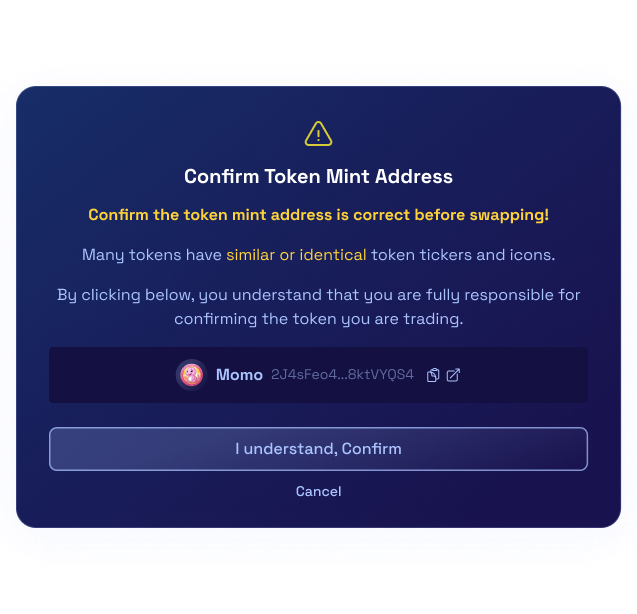 Confirm Token Mint Address
Confirm the token mint address is correct before swapping!
Many tokens have similar or identical token tickers and icons.
By clicking below, you understand that you are fully responsible for
confirming the token you are trading.
Momo 2J4sFeo4...8ktVYQS4
I understand, Confirm
Cancel